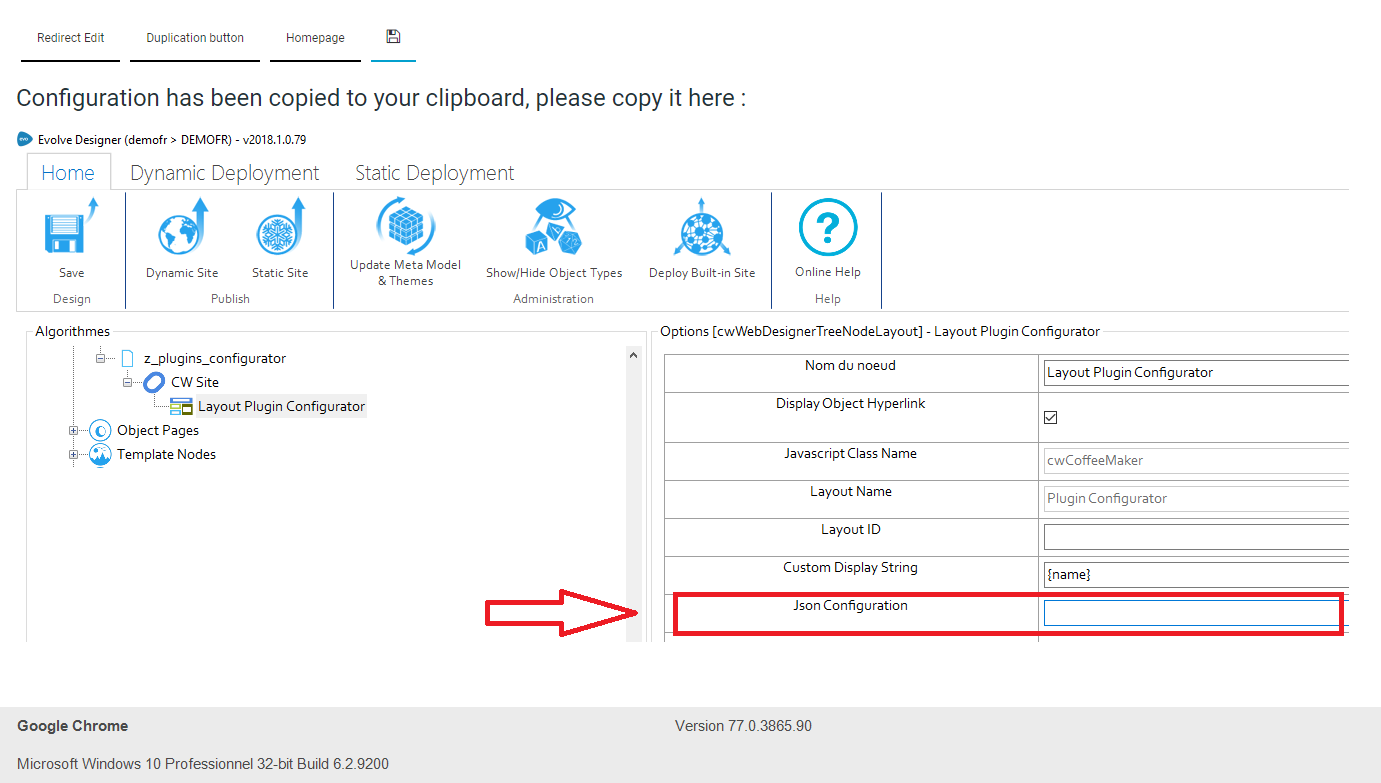 Redirect Edit Duplication button Homepage
Configuration has been copied to your clipboard, please copy it here :
evo Evolve Designer (demofr > DEMOFR) - v2018.1.0.79
Home Dynamic Deployment Static Deployment
Save Dynamic Site Static Site Update Meta Model & Themes Show/Hide Object Types Deploy Built-in Site Online Help
Design Publish Administration Help
Algorithmes
z_plugins_configurator
CW Site
Layout Plugin Configurator
Object Pages
Template Nodes
Options [cwWebDesignerTreeNodeLayout] - Layout Plugin Configurator
Nom du noeud Layout Plugin Configurator
Display Object Hyperlink
Javascript Class Name cwCoffeeMaker
Layout Name Plugin Configurator
Layout ID
Custom Display String {name}
Json Configuration
Google Chrome Version 77.0.3865.90
Microsoft Windows 10 Professionnel 32-bit Build 6.2.9200